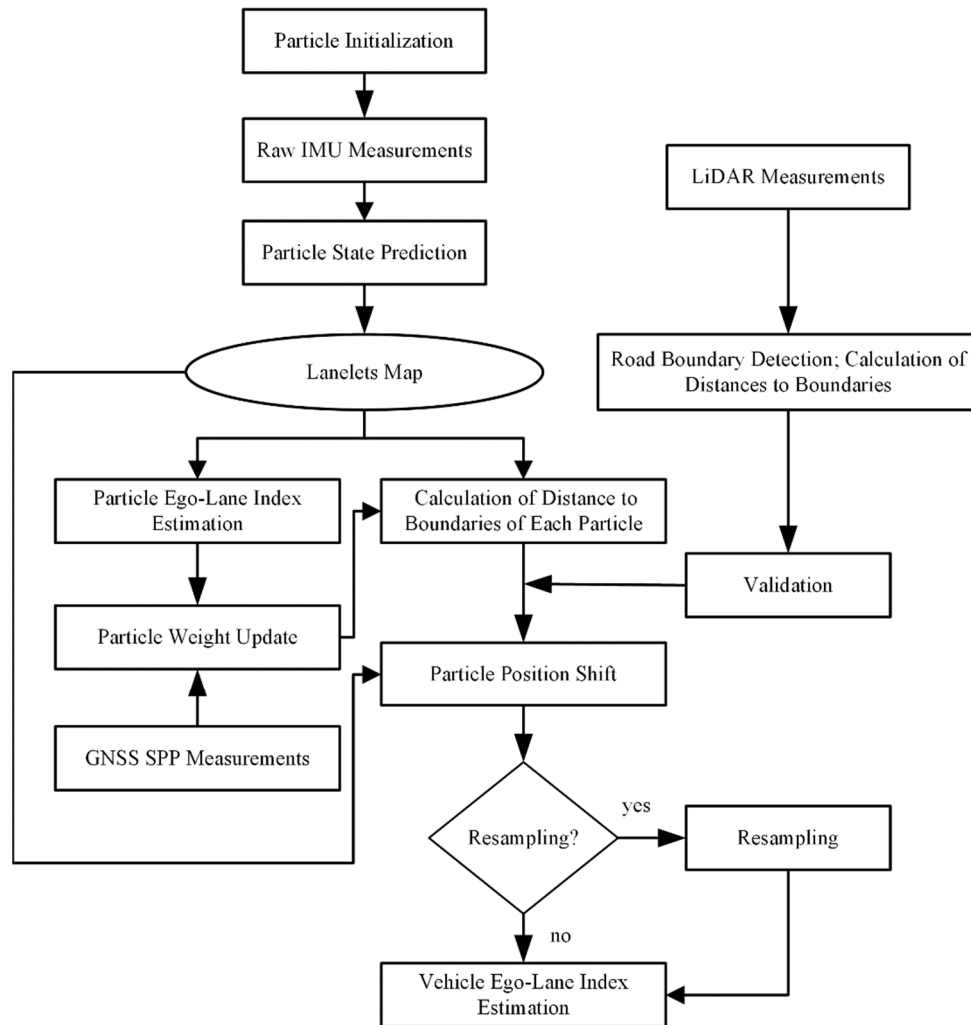 Particle Initialization
Raw IMU Measurements
LiDAR Measurements
Particle State Prediction
Lanelets Map
Road Boundary Detection; Calculation of
Distances to Boundaries
Particle Ego-Lane Index
Estimation
Calculation of Distance to
Boundaries of Each Particle
Validation
Particle Weight Update
Particle Position Shift
GNSS SPP Measurements
Resampling?
yes
Resampling
no
Vehicle Ego-Lane Index
Estimation